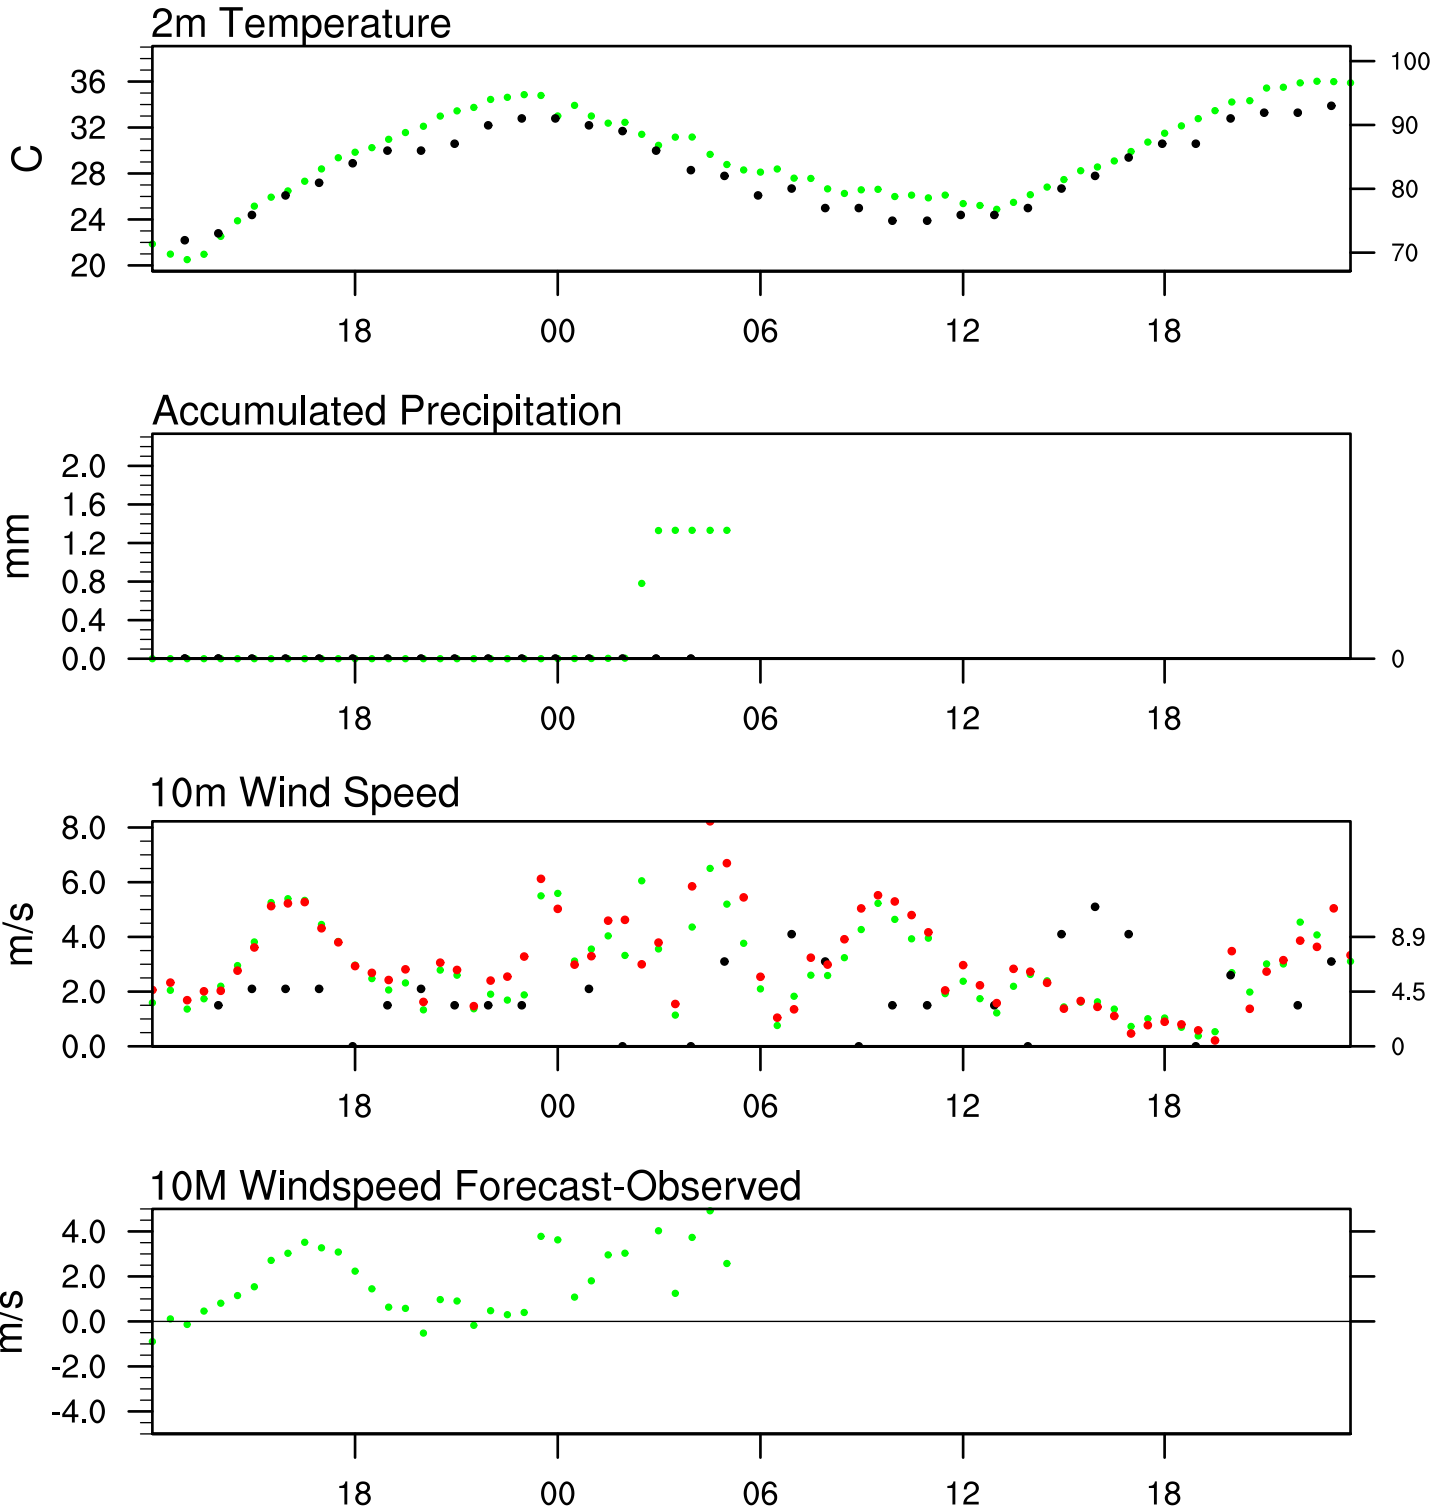 2m Temperature
C
36
32
28
24
20
100
90
80
70
18 00 06 12 18
Accumulated Precipitation
mm
2.0
1.6
1.2
0.8
0.4
0.0
0
18 00 06 12 18
10m Wind Speed
m/s
8.0
6.0
4.0
2.0
0.0
8.9
4.5
0
18 00 06 12 18
10M Windspeed Forecast-Observed
m/s
4.0
2.0
0.0
-2.0
-4.0
18 00 06 12 18